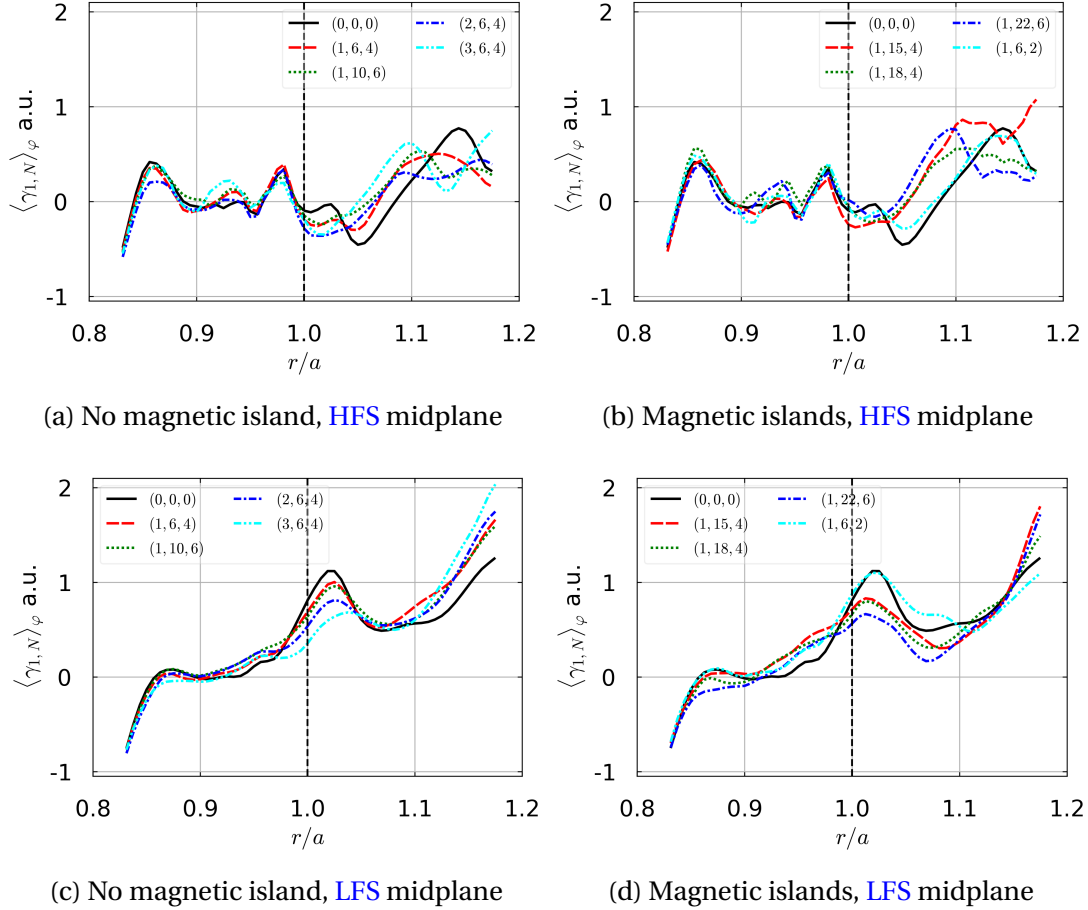 2
1
0
-1
⟨γ₁,N⟩φ a.u.
(0, 0, 0)
(1, 6, 4)
(1, 10, 6)
(2, 6, 4)
(3, 6, 4)
0.8 0.9 1.0 1.1 1.2
r/a
(a) No magnetic island, HFS midplane
2
1
0
-1
⟨γ₁,N⟩φ a.u.
(0, 0, 0)
(1, 15, 4)
(1, 18, 4)
(1, 22, 6)
(1, 6, 2)
0.8 0.9 1.0 1.1 1.2
r/a
(b) Magnetic islands, HFS midplane
2
1
0
-1
⟨γ₁,N⟩φ a.u.
(0, 0, 0)
(1, 6, 4)
(1, 10, 6)
(2, 6, 4)
(3, 6, 4)
0.8 0.9 1.0 1.1 1.2
r/a
(c) No magnetic island, LFS midplane
2
1
0
-1
⟨γ₁,N⟩φ a.u.
(0, 0, 0)
(1, 15, 4)
(1, 18, 4)
(1, 22, 6)
(1, 6, 2)
0.8 0.9 1.0 1.1 1.2
r/a
(d) Magnetic islands, LFS midplane